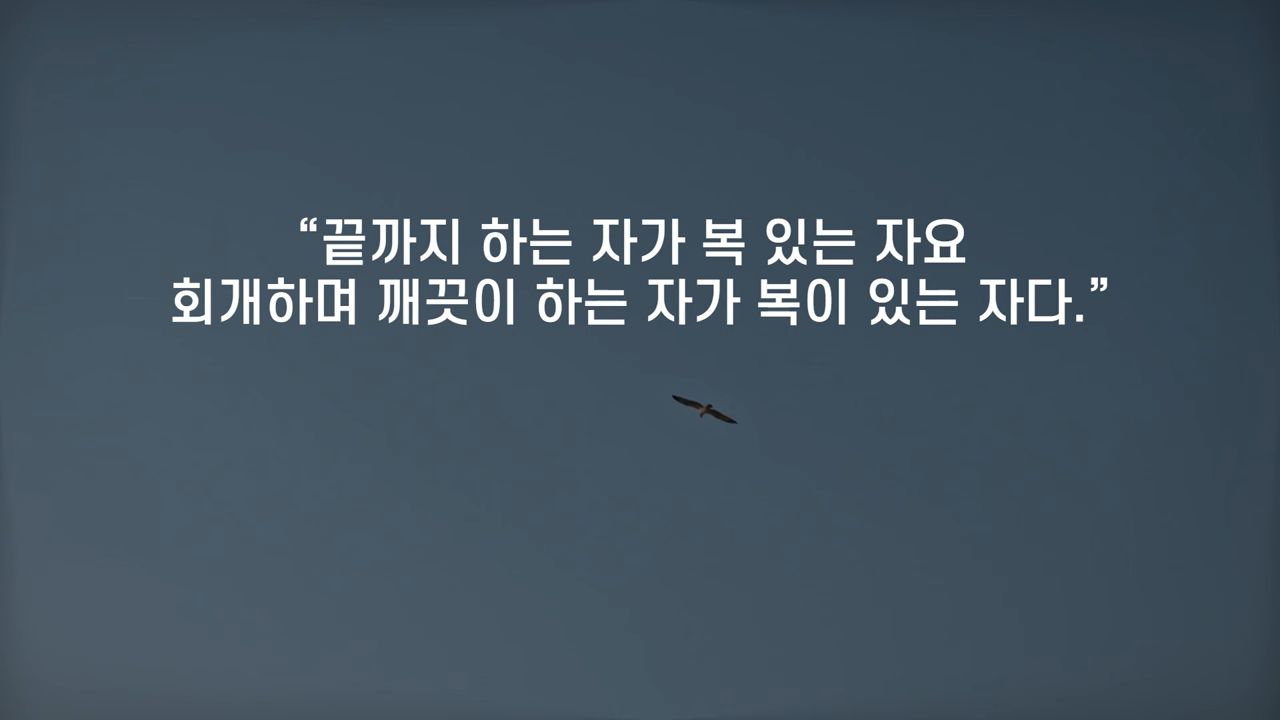 “끝까지 하는 자가 복 있는 자요
회개하며 깨끗이 하는 자가 복이 있는 자다.”